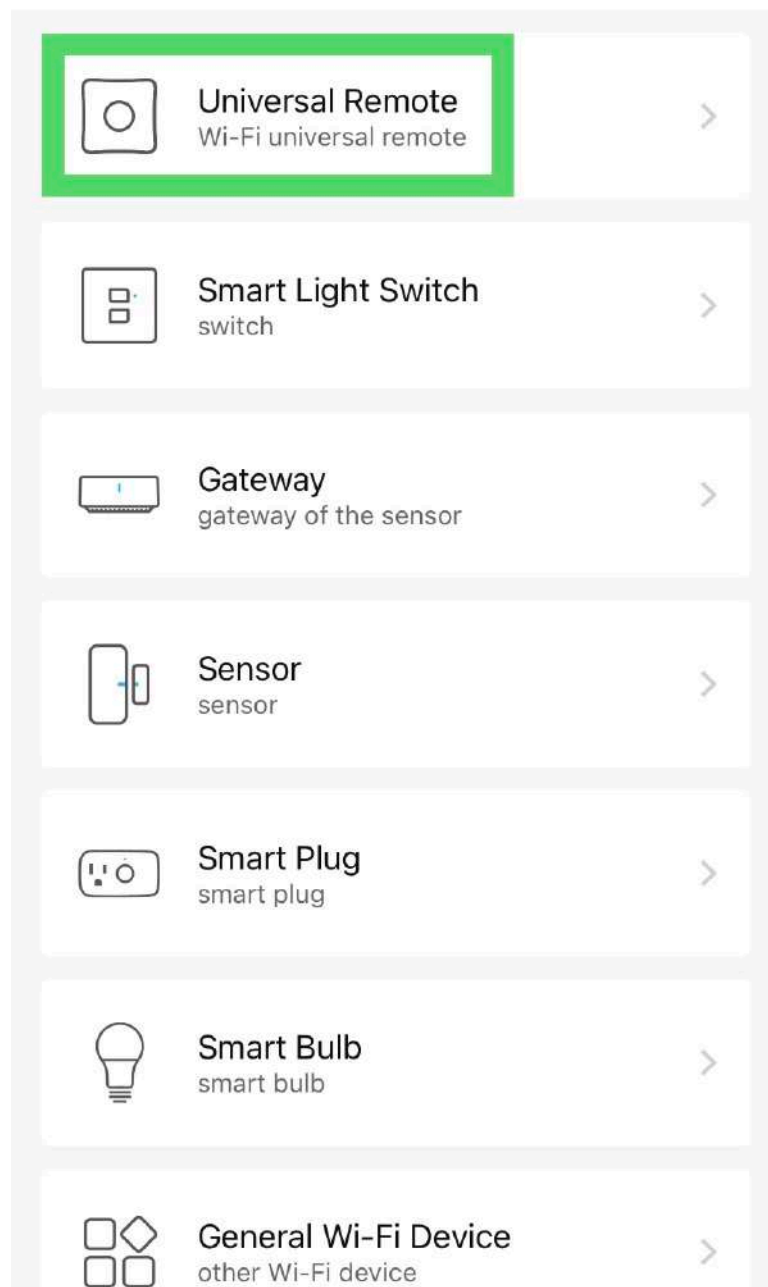 Universal Remote
Wi-Fi universal remote
Smart Light Switch
switch
Gateway
gateway of the sensor
Sensor
sensor
Smart Plug
smart plug
Smart Bulb
smart bulb
General Wi-Fi Device
other Wi-Fi device